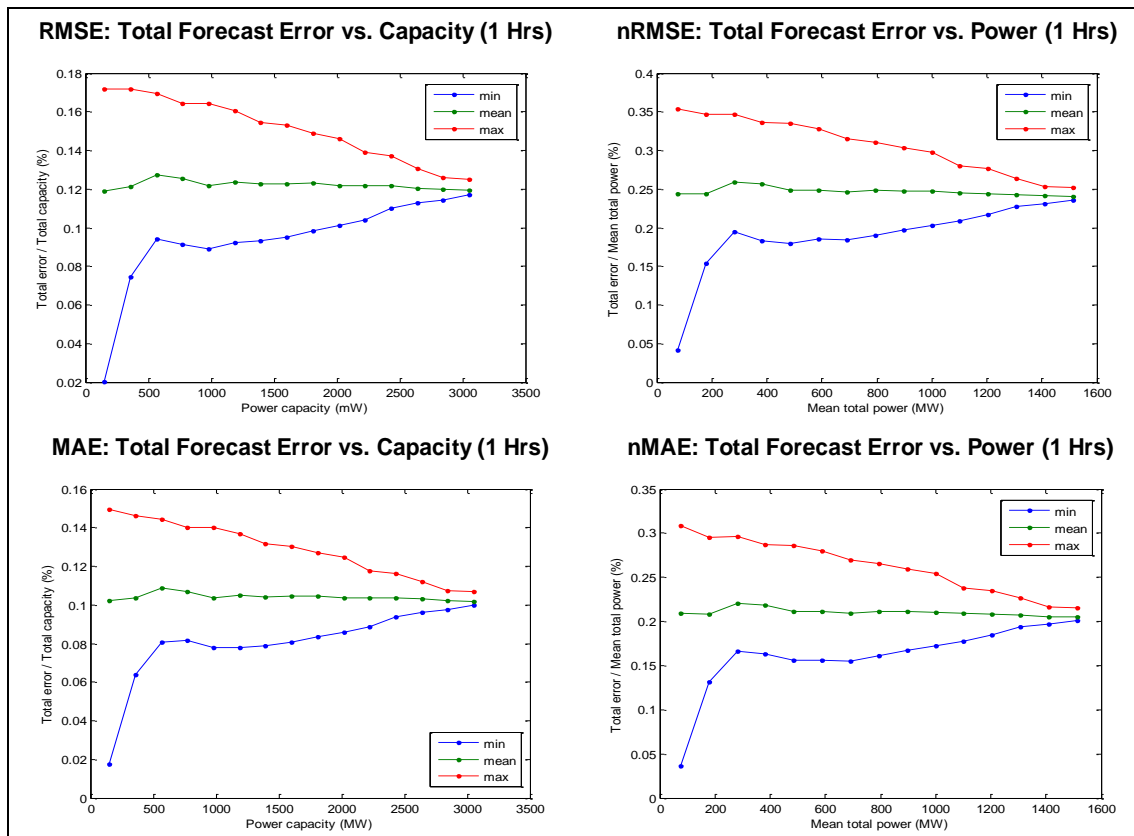 RMSE: Total Forecast Error vs. Capacity (1 Hrs)
0.18
0.16
0.14
0.12
0.1
0.08
0.06
0.04
0.02
0 500 1000 1500 2000 2500 3000 3500
Total error / Total capacity (%)
Power capacity (mW)
min
mean
max
nRMSE: Total Forecast Error vs. Power (1 Hrs)
0.4
0.35
0.3
0.25
0.2
0.15
0.1
0.05
0
0 200 400 600 800 1000 1200 1400 1600
Total error / Mean total power (%)
Mean total power (MW)
min
mean
max
MAE: Total Forecast Error vs. Capacity (1 Hrs)
0.16
0.14
0.12
0.1
0.08
0.06
0.04
0.02
0
0 500 1000 1500 2000 2500 3000 3500
Total error / Total capacity (%)
Power capacity (MW)
min
mean
max
nMAE: Total Forecast Error vs. Power (1 Hrs)
0.35
0.3
0.25
0.2
0.15
0.1
0.05
0
0 200 400 600 800 1000 1200 1400 1600
Total error / Mean total power (%)
Mean total power (MW)
min
mean
max